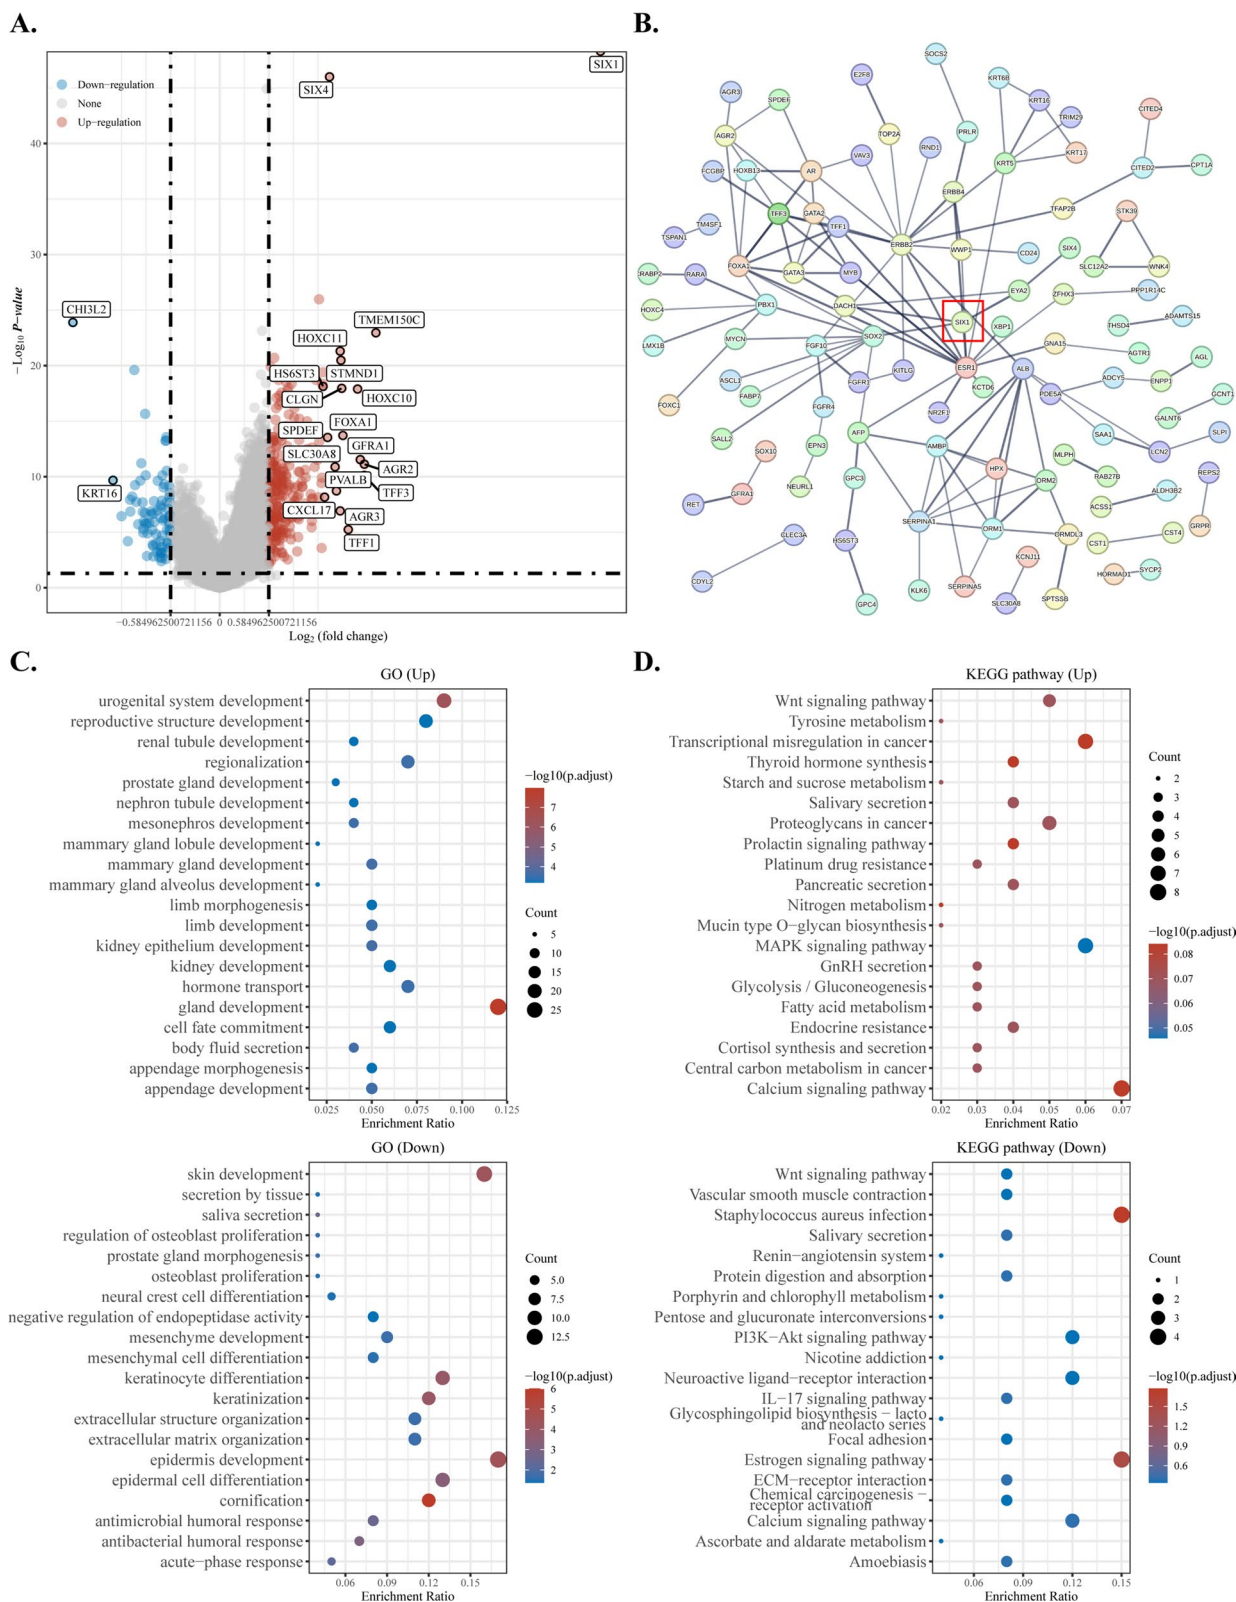 A.
SIX1
SIX4
Down−regulation
None
Up−regulation
40
30
20
10
0
−Log10 P−value
CHI3L2
TMEM150C
HOXC11
HS6ST3
STMND1
CLGN
HOXC10
SPDEF
FOXA1
GFRA1
SLC30A8
AGR2
PVALB
TFF3
KRT16
CXCL17
AGR3
TFF1
−0.584962500721156
0
0.584962500721156
Log2 (fold change)
B.
SOCS2
E2F8
KRT6B
AGR3
SPDEF
KRT16
CITED4
TRIM29
AGR2
TOP2A
PRLR
RND1
VAV3
KRT17
KRT5
CITED2
CPT1A
FCGBP
HOXB13
AR
ERBB4
TFAP2B
STK39
TFF3
GATA2
TM4SF1
TFF1
TSPAN1
ERBB2
WWP1
CD24
SIX4
FOXA1
GATA3
MYB
SLC12A2
WNK4
CRABP2
RARA
EYA2
ZFHX3
PPP1R14C
PBX1
DACH1
HOXC4
SIX1
XBP1
THSD4
ADAMTS15
LMX1B
MYCN
SOX2
FGF10
GNA15
AGTR1
AGL
ESR1
ALB
KITLG
ASCL1
FGFR1
KCTD6
ADCY5
ENPP1
FABP7
PDE5A
GCNT1
FOXC1
FGFR4
NR2F1
GALNT6
SALL2
AFP
SAA1
SLPI
EPN3
AMBP
SOX10
MLPH
LCN2
HPX
GPC3
ORM2
RAB27B
REPS2
NEURL1
RET
GFRA1
ALDH3B2
ACSS1
SERPINA1
ORM1
GRPR
CLEC3A
HS6ST3
ORMDL3
CST1
CST4
KCNJ11
CDYL2
HORMAD1
SYCP2
KLK6
SERPINA5
GPC4
SLC30A8
SPTSSB
C.
GO (Up)
urogenital system development
reproductive structure development
renal tubule development
regionalization
prostate gland development
nephron tubule development
mesonephros development
mammary gland lobule development
mammary gland development
mammary gland alveolus development
limb morphogenesis
limb development
kidney epithelium development
kidney development
hormone transport
gland development
cell fate commitment
body fluid secretion
appendage morphogenesis
appendage development
0.025
0.050
0.075
0.100
0.125
Enrichment Ratio
−log10(p.adjust)
7
6
5
4
Count
5
10
15
20
25
GO (Down)
skin development
secretion by tissue
saliva secretion
regulation of osteoblast proliferation
prostate gland morphogenesis
osteoblast proliferation
neural crest cell differentiation
negative regulation of endopeptidase activity
mesenchyme development
mesenchymal cell differentiation
keratinocyte differentiation
keratinization
extracellular structure organization
extracellular matrix organization
epidermis development
epidermal cell differentiation
cornification
antimicrobial humoral response
antibacterial humoral response
acute−phase response
0.06
0.09
0.12
0.15
Enrichment Ratio
Count
5.0
7.5
10.0
12.5
−log10(p.adjust)
6
5
4
3
2
D.
KEGG pathway (Up)
Wnt signaling pathway
Tyrosine metabolism
Transcriptional misregulation in cancer
Thyroid hormone synthesis
Starch and sucrose metabolism
Salivary secretion
Proteoglycans in cancer
Prolactin signaling pathway
Platinum drug resistance
Pancreatic secretion
Nitrogen metabolism
Mucin type O−glycan biosynthesis
MAPK signaling pathway
GnRH secretion
Glycolysis / Gluconeogenesis
Fatty acid metabolism
Endocrine resistance
Cortisol synthesis and secretion
Central carbon metabolism in cancer
Calcium signaling pathway
0.02
0.03
0.04
0.05
0.06
0.07
Enrichment Ratio
Count
2
3
4
5
6
7
8
−log10(p.adjust)
0.08
0.07
0.06
0.05
KEGG pathway (Down)
Wnt signaling pathway
Vascular smooth muscle contraction
Staphylococcus aureus infection
Salivary secretion
Renin−angiotensin system
Protein digestion and absorption
Porphyrin and chlorophyll metabolism
Pentose and glucuronate interconversions
PI3K−Akt signaling pathway
Nicotine addiction
Neuroactive ligand−receptor interaction
IL−17 signaling pathway
Glycosphingolipid biosynthesis − lacto
and neolacto series
Focal adhesion
Estrogen signaling pathway
ECM−receptor interaction
Chemical carcinogenesis −
receptor activation
Calcium signaling pathway
Ascorbate and aldarate metabolism
Amoebiasis
0.06
0.09
0.12
0.15
Enrichment Ratio
Count
1
2
3
4
−log10(p.adjust)
1.5
1.2
0.9
0.6